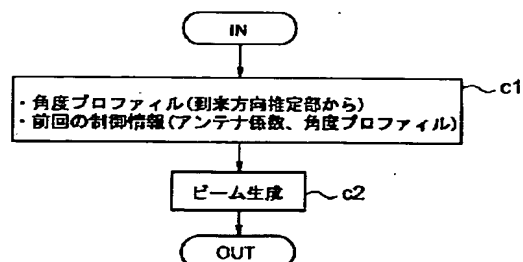 IN
・角度プロファイル(到来方向推定部から)
・前回の制御情報(アンテナ係数、角度プロファイル)
c1
ビーム生成
c2
OUT